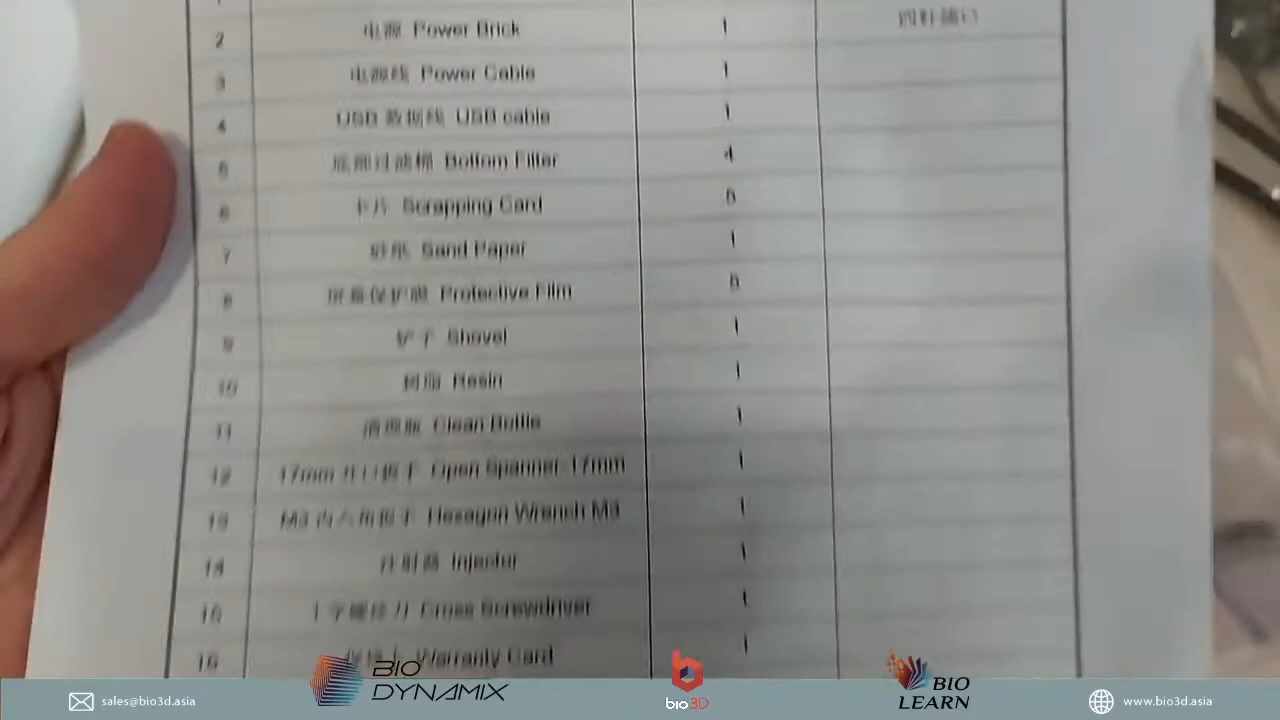 2 电源 Power Brick 1
3 电源线 Power Cable 1
4 USB 数据线 USB cable 1
5 底部过滤棉 Bottom Filter 4
6 卡片 Scrapping Card
7 砂纸 Sand Paper 1
8 屏幕保护膜 Protective Film
9 铲子 Shovel 1
10 树脂 Resin 1
11 Clean Bottle 1
12 17mm 开口扳手 Open Spanner 17mm 1
13 M3 内六角扳手 Hexagon Wrench M3 1
14 注射器 Injector 1
15 十字螺丝刀 Cross Screwdriver 1
16 保修卡 Warranty Card 1
sales@bio3d.asia
BIO
DYNAMIX
bio3D
BIO
LEARN
www.bio3d.asia